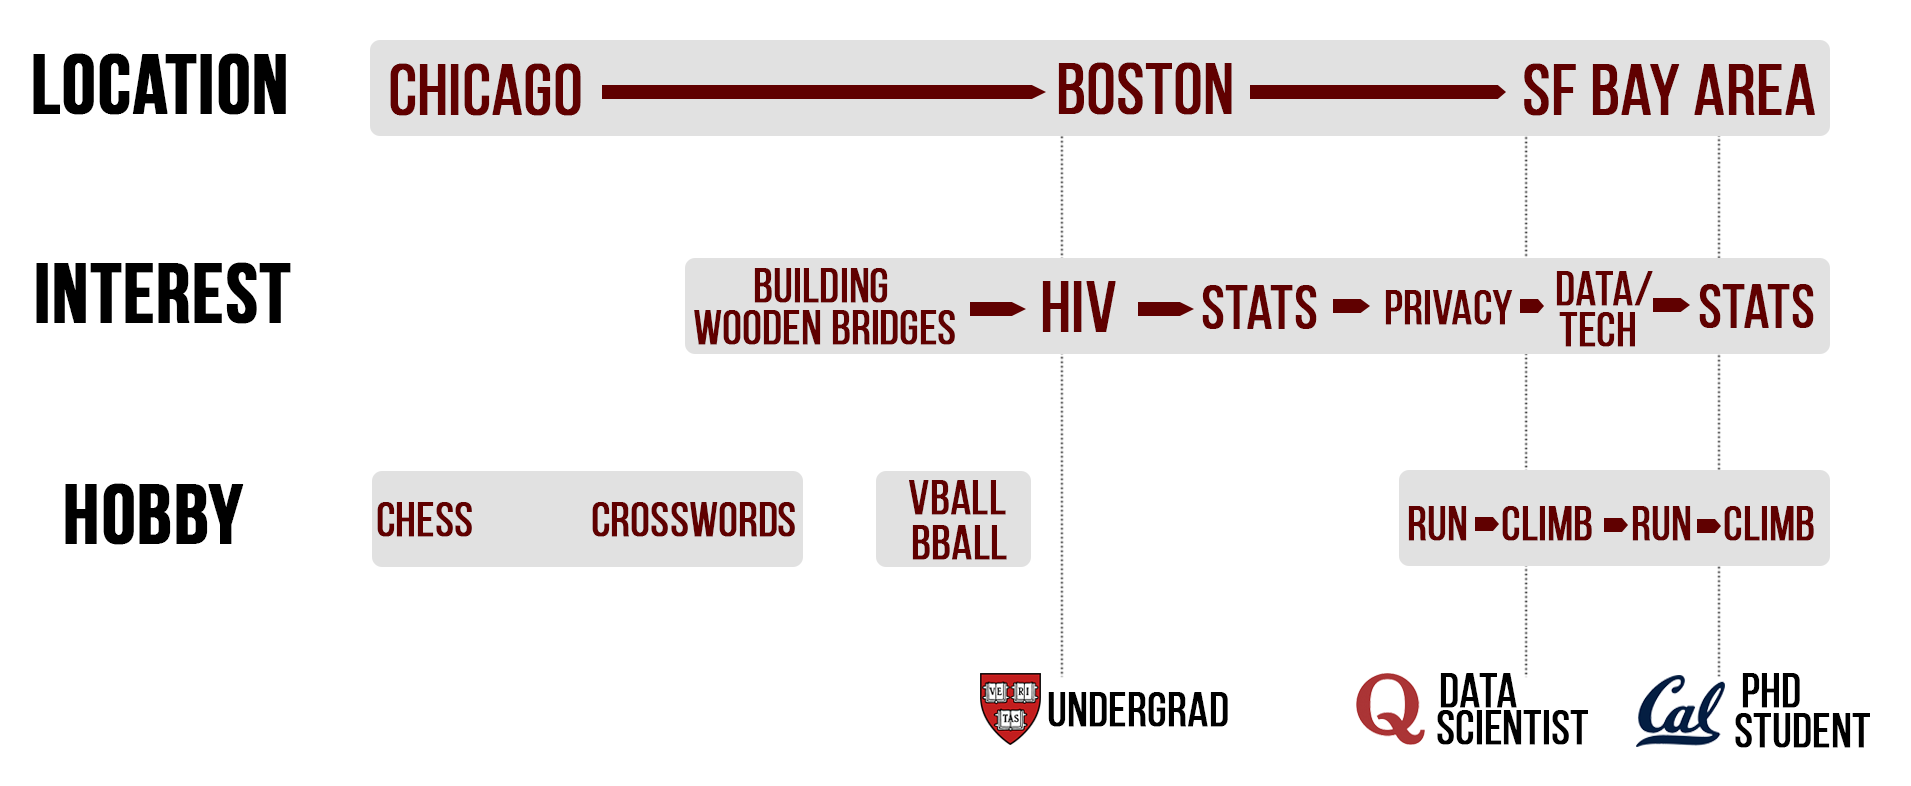 LOCATION
CHICAGO
BOSTON
SF BAY AREA
INTEREST
BUILDING
WOODEN BRIDGES
HIV
STATS
PRIVACY
DATA/
TECH
STATS
HOBBY
CHESS
CROSSWORDS
VBALL
BBALL
RUN
CLIMB
RUN
CLIMB
VE RI
TAS
UNDERGRAD
Q
DATA
SCIENTIST
Cal
PHD
STUDENT